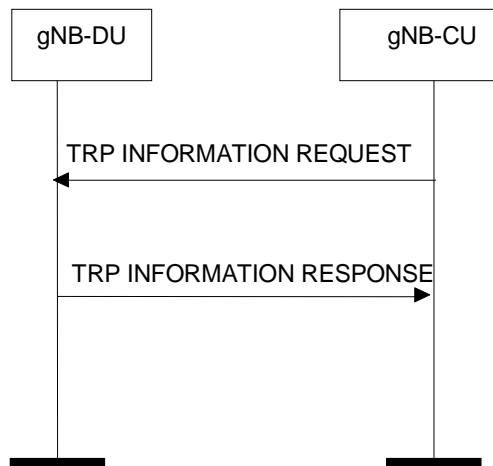 gNB-DU
gNB-CU
TRP INFORMATION REQUEST
TRP INFORMATION RESPONSE